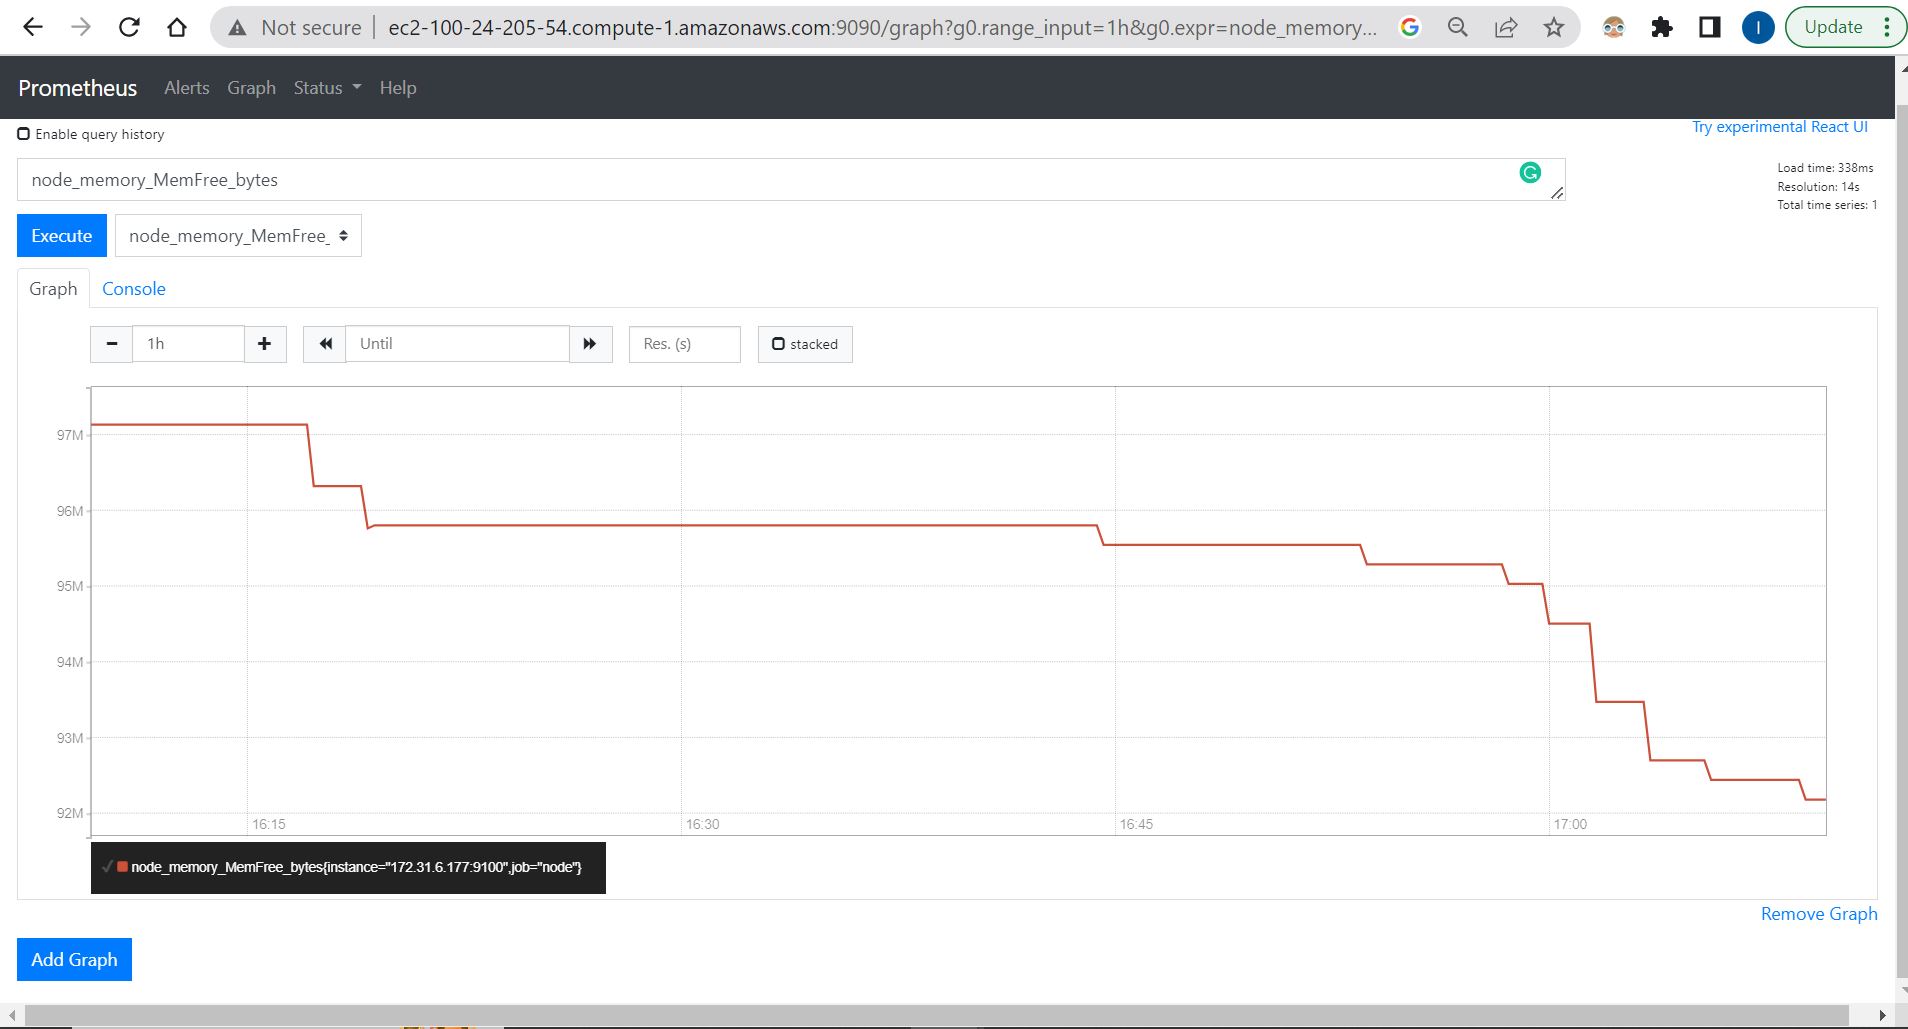 Not secure | ec2-100-24-205-54.compute-1.amazonaws.com:9090/graph?g0.range_input=1h&g0.expr=node_memory...
I
Update
Prometheus Alerts Graph Status Help
Enable query history
Try experimental React UI
node_memory_MemFree_bytes
Load time: 338ms
Resolution: 14s
Total time series: 1
Execute node_memory_MemFree_
Graph Console
1h Until Res. (s) stacked
97M
96M
95M
94M
93M
92M
16:15 16:30 16:45 17:00
node_memory_MemFree_bytes{instance="172.31.6.177:9100",job="node"}
Remove Graph
Add Graph